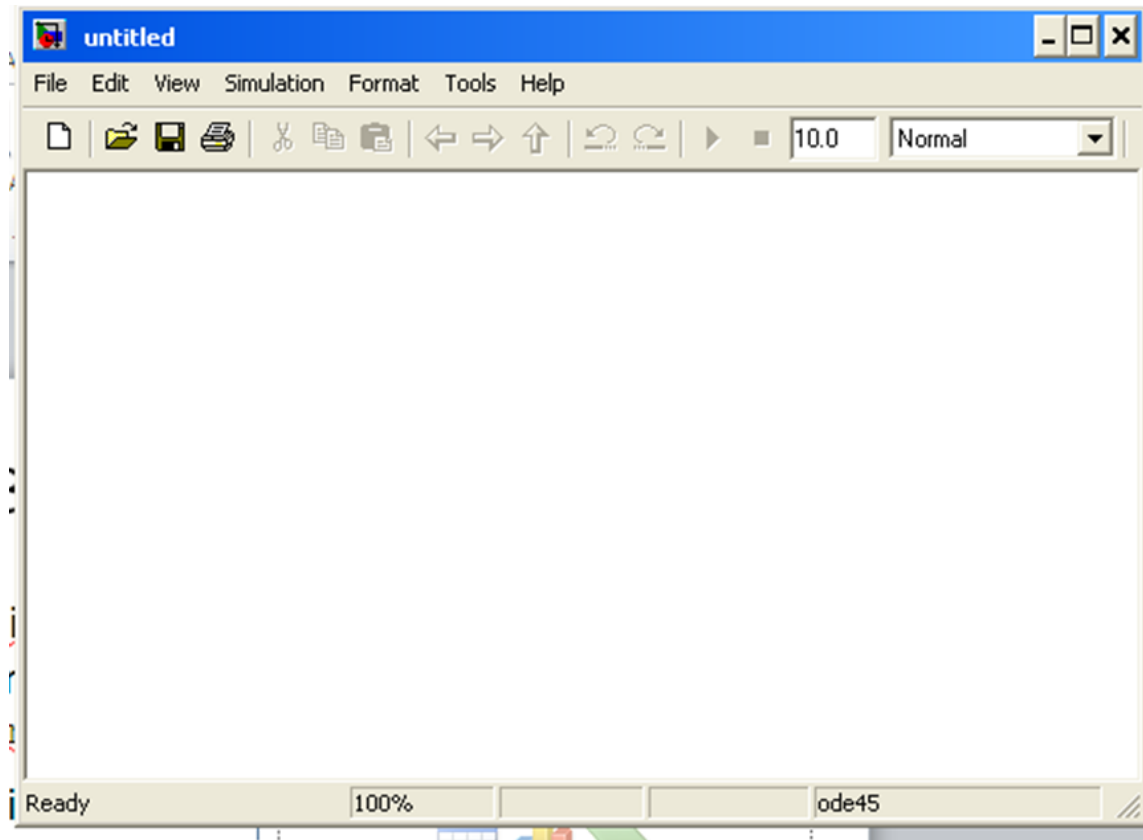 untitled
File Edit View Simulation Format Tools Help
10.0 Normal
Ready 100% ode45